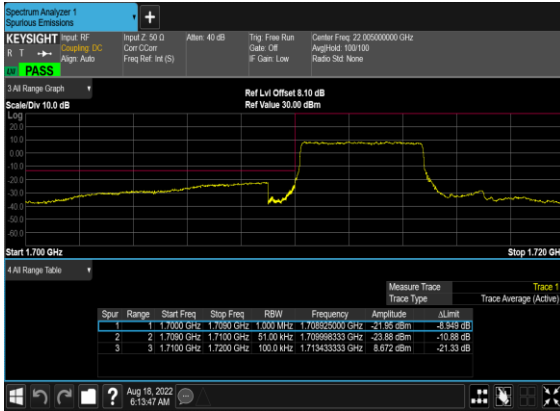 Spectrum Analyzer 1
Spurious Emissions
+
KEYSIGHT Input: RF Input Z: 50 Ω Atten: 40 dB Trig: Free Run Center Freq: 22.005000000 GHz
R T Coupling: DC Corr CCorr Gate: Off Avg|Hold: 100/100
Align: Auto Freq Ref: Int (S) IF Gain: Low Radio Std: None
PASS
3 All Range Graph
Ref Lvl Offset 8.10 dB
Scale/Div 10.0 dB Ref Value 30.00 dBm
Log
20.0
10.0
0.00
-10.0
-20.0
-30.0
-40.0
-50.0
-60.0
Start 1.700 GHz Stop 1.720 GH
4 All Range Table
Measure Trace Trace 1
Trace Type Trace Average (Active)
Spur Range Start Freq Stop Freq RBW Frequency Amplitude ΔLimit
1 1 1.7000 GHz 1.7090 GHz 1.000 MHz 1.708925000 GHz -21.95 dBm -8.949 dB
2 2 1.7090 GHz 1.7100 GHz 51.00 kHz 1.709998333 GHz -23.88 dBm -10.88 dB
3 3 1.7100 GHz 1.7200 GHz 100.0 kHz 1.713433333 GHz 8.672 dBm -21.33 dB
?
Aug 18, 2022
6:13:47 AM